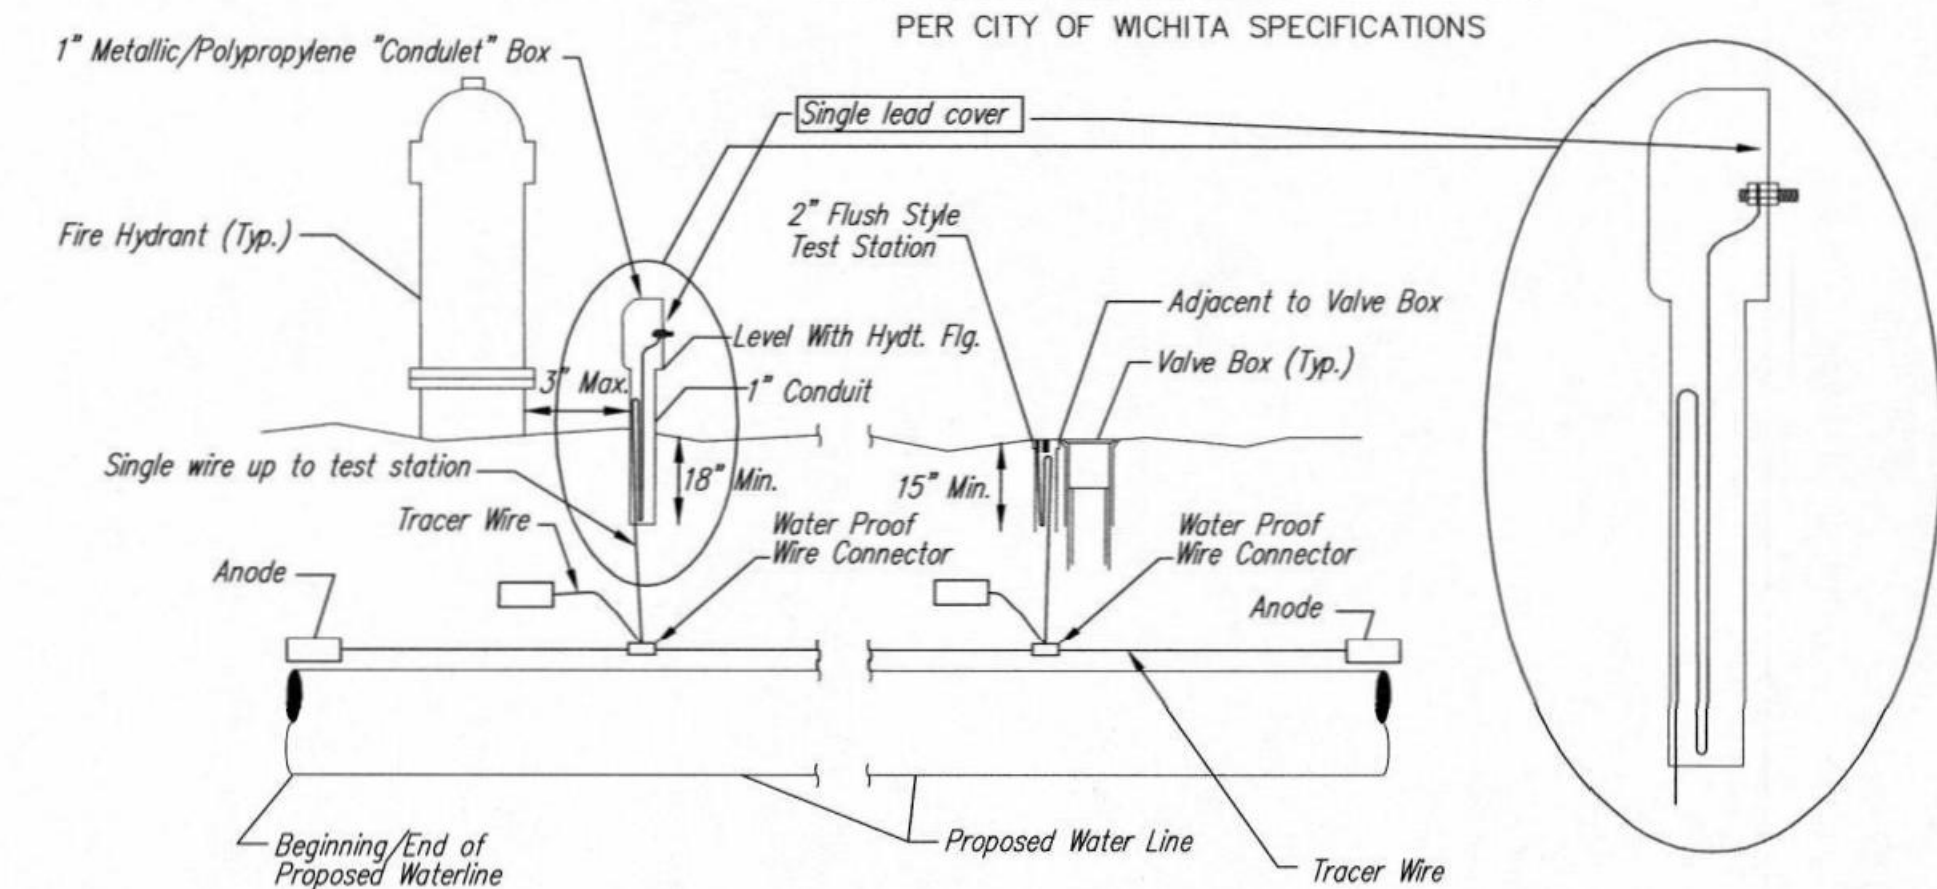 PER CITY OF WICHITA SPECIFICATIONS
1" Metallic/Polypropylene "Condulet" Box
Single lead cover
Fire Hydrant (Typ.)
2" Flush Style
Test Station
Adjacent to Valve Box
Level With Hydt. Flg.
Valve Box (Typ.)
3" Max.
1" Conduit
Single wire up to test station
18" Min.
15" Min.
Tracer Wire
Water Proof
Wire Connector
Water Proof
Wire Connector
Anode
Anode
Beginning/End of
Proposed Waterline
Proposed Water Line
Tracer Wire